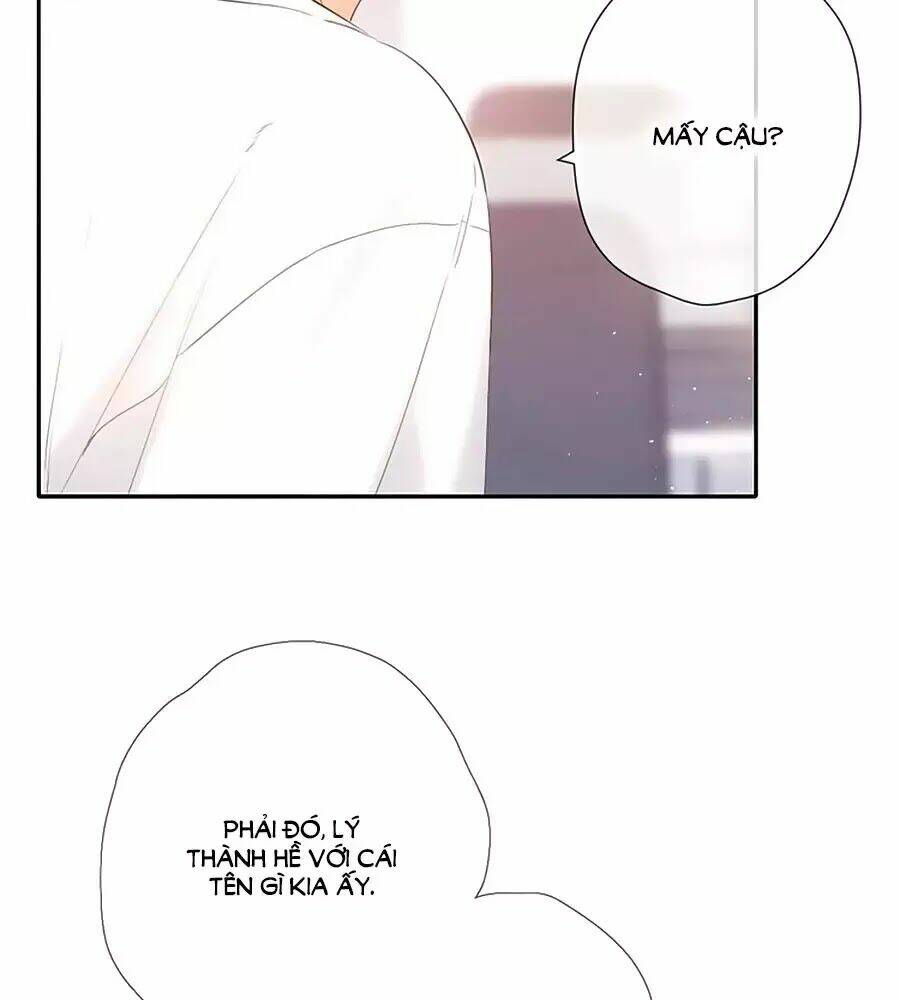 MẤY CẬU?
PHẢI ĐÓ, LÝ
THÀNH HỀ VỚI CÁI
TÊN GÌ KIA ẤY.